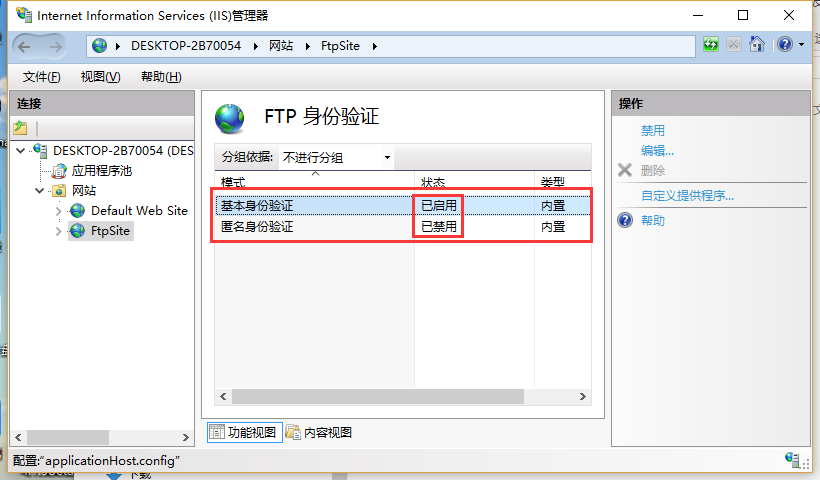 Internet Information Services (IIS)管理器
DESKTOP-2B70054 网站 FtpSite
文件(F) 视图(V) 帮助(H)
连接
DESKTOP-2B70054 (DES
应用程序池
网站
Default Web Site
FtpSite
FTP 身份验证
分组依据: 不进行分组
模式 状态 类型
基本身份验证 已启用 内置
匿名身份验证 已禁用 内置
功能视图 内容视图
操作
禁用
编辑...
删除
自定义提供程序...
帮助
配置:"applicationHost.config"
下载